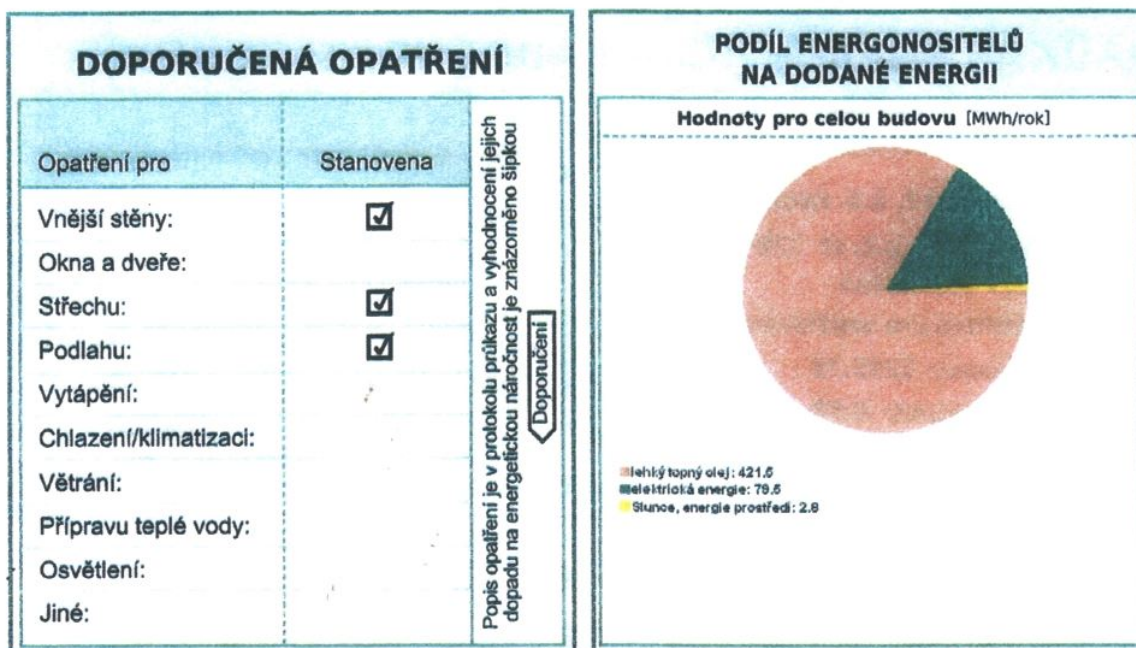 DOPORUČENÁ OPATŘENÍ
Opatření pro
Stanovena
Vnější stěny: ☑
Okna a dveře:
Střechu: ☑
Podlahu: ☑
Vytápění:
Chlazení/klimatizaci:
Větrání:
Přípravu teplé vody:
Osvětlení:
Jiné:
Popis opatření je v protokolu průkazu a vyhodnocení jejich
dopadu na energetickou náročnost je znázorněno šipkou
Doporučení
PODÍL ENERGONOSITELŮ
NA DODANÉ ENERGII
Hodnoty pro celou budovu [MWh/rok]
lehký topný olej: 421.5
elektrická energie: 79.5
Slunce, energie prostředí: 2.8